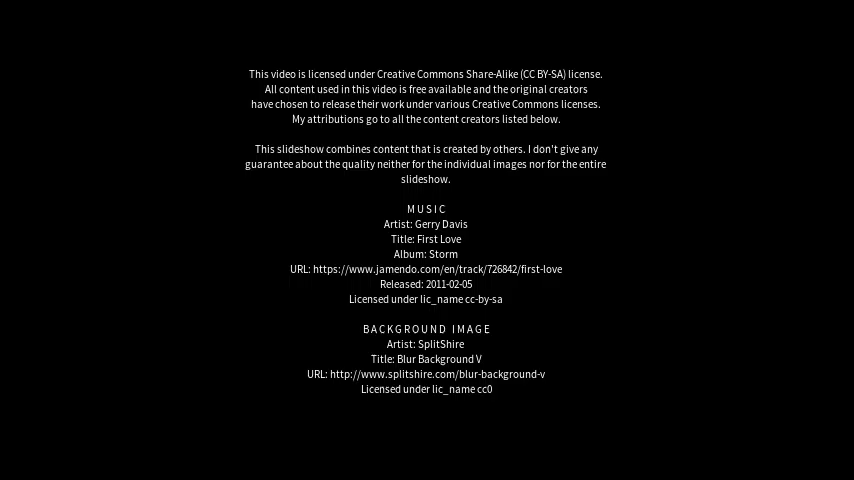 This video is licensed under Creative Commons Share-Alike (CC BY-SA) license.
All content used in this video is free available and the original creators
have chosen to release their work under various Creative Commons licenses.
My attributions go to all the content creators listed below.
This slideshow combines content that is created by others. I don't give any
guarantee about the quality neither for the individual images nor for the entire
slideshow.
MUSIC
Artist: Gerry Davis
Title: First Love
Album: Storm
URL: https://www.jamendo.com/en/track/726842/first-love
Released: 2011-02-05
Licensed under lic_name cc-by-sa
BACKGROUND IMAGE
Artist: SplitShire
Title: Blur Background V
URL: http://www.splitshire.com/blur-background-v
Licensed under lic_name cc0